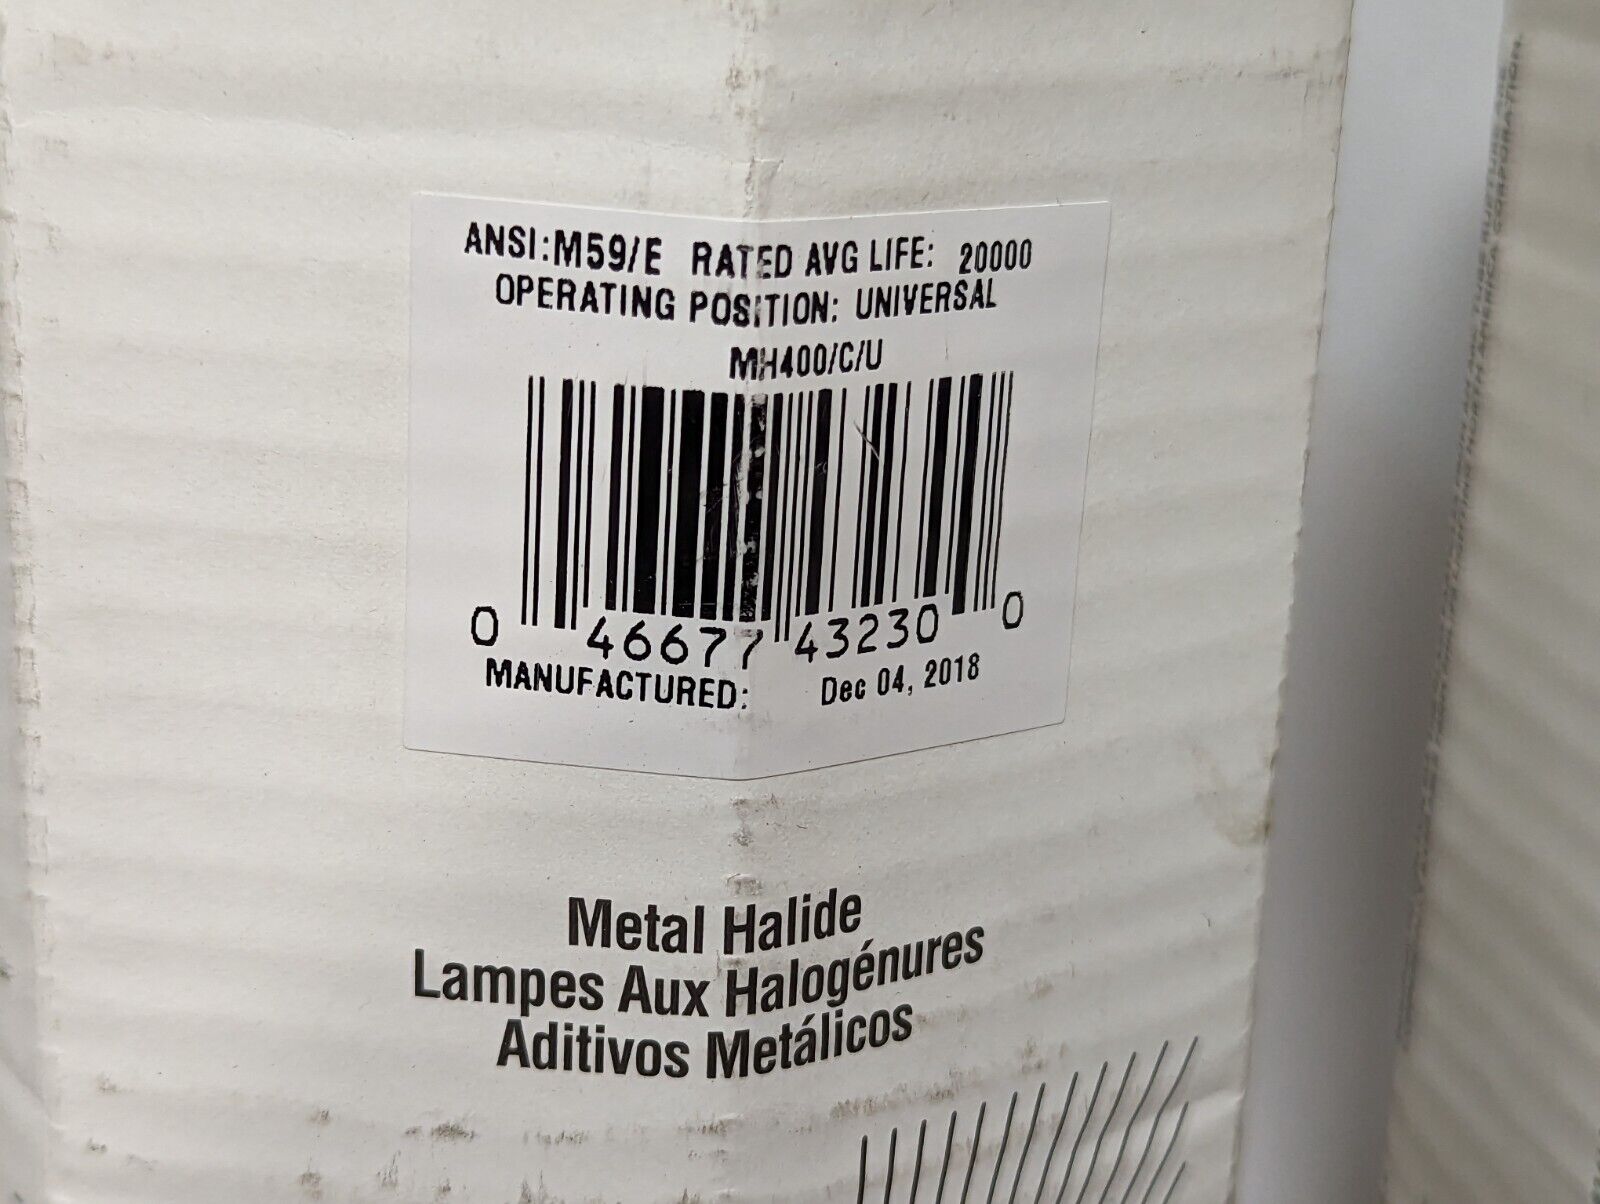 ANSI:M59/E RATED AVG LIFE: 20000
OPERATING POSITION: UNIVERSAL
MH400/C/U
0 46677 43230 0
MANUFACTURED: Dec 04, 2018
Metal Halide
Lampes Aux Halogénures
Aditivos Metálicos